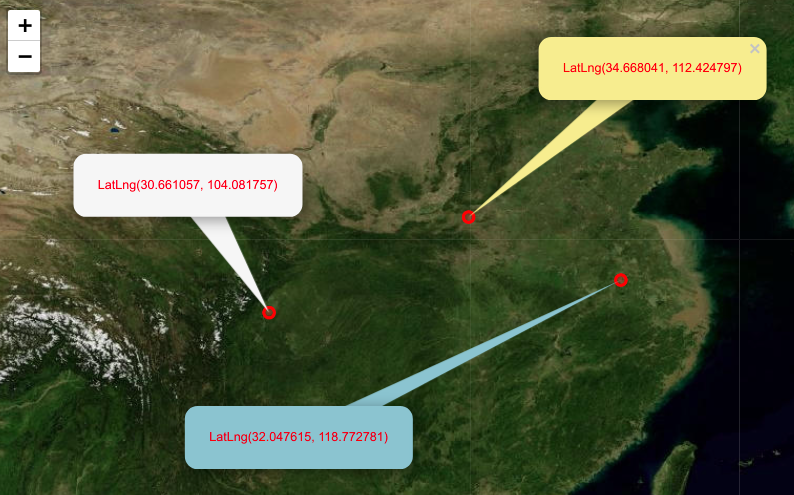 +
−
LatLng(34.668041, 112.424797)
×
LatLng(30.661057, 104.081757)
LatLng(32.047615, 118.772781)